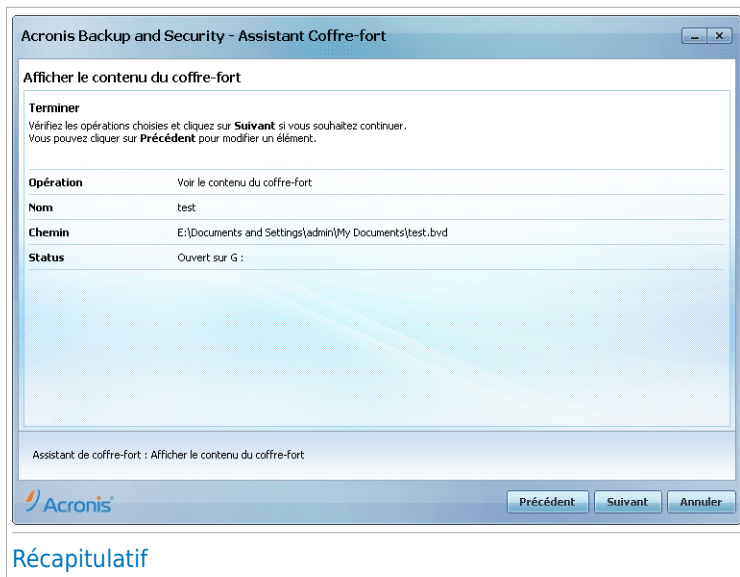 Acronis Backup and Security - Assistant Coffre-fort
Afficher le contenu du coffre-fort
Terminer
Vérifiez les opérations choisies et cliquez sur Suivant si vous souhaitez continuer.
Vous pouvez cliquer sur Précédent pour modifier un élément.
Opération Voir le contenu du coffre-fort
Nom test
Chemin E:\Documents and Settings\admin\My Documents\test.bvd
Status Ouvert sur G :
Assistant de coffre-fort : Afficher le contenu du coffre-fort
Acronis Précédent Suivant Annuler
Récapitulatif